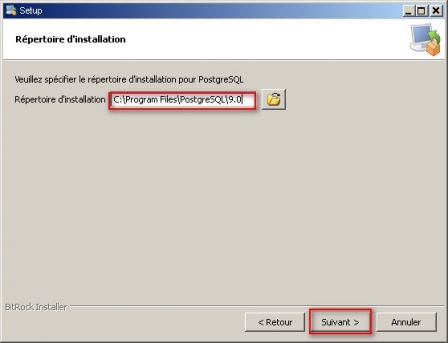 Setup
Répertoire d'installation
Veuillez spécifier le répertoire d'installation pour PostgreSQL
Répertoire d'installation C:\Program Files\PostgreSQL\9.0
BitRock Installer
< Retour Suivant > Annuler